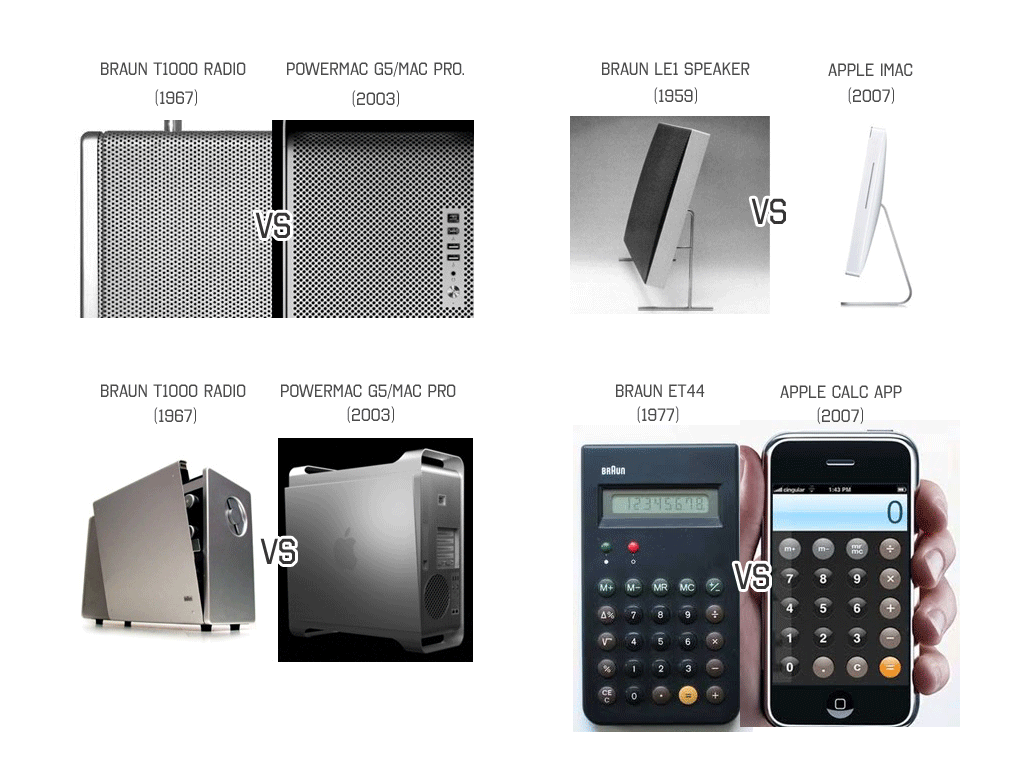 BRAUN T1000 RADIO
(1967)
POWERMAC G5/MAC PRO.
(2003)
VS
BRAUN LE1 SPEAKER
(1959)
APPLE IMAC
(2007)
VS
BRAUN T1000 RADIO
(1967)
POWERMAC G5/MAC PRO
(2003)
VS
BRAUN ET44
(1977)
APPLE CALC APP
(2007)
VS
BRAUN
12345678.
M+ M− MR MC +/−
Δ% 7 8 9 ÷
√ 4 5 6 ×
% 1 2 3 −
CE C 0 · = +
cingular 1:43 PM
0
m+ m− mr mc ÷
7 8 9 ×
4 5 6 +
1 2 3 −
0 . C =